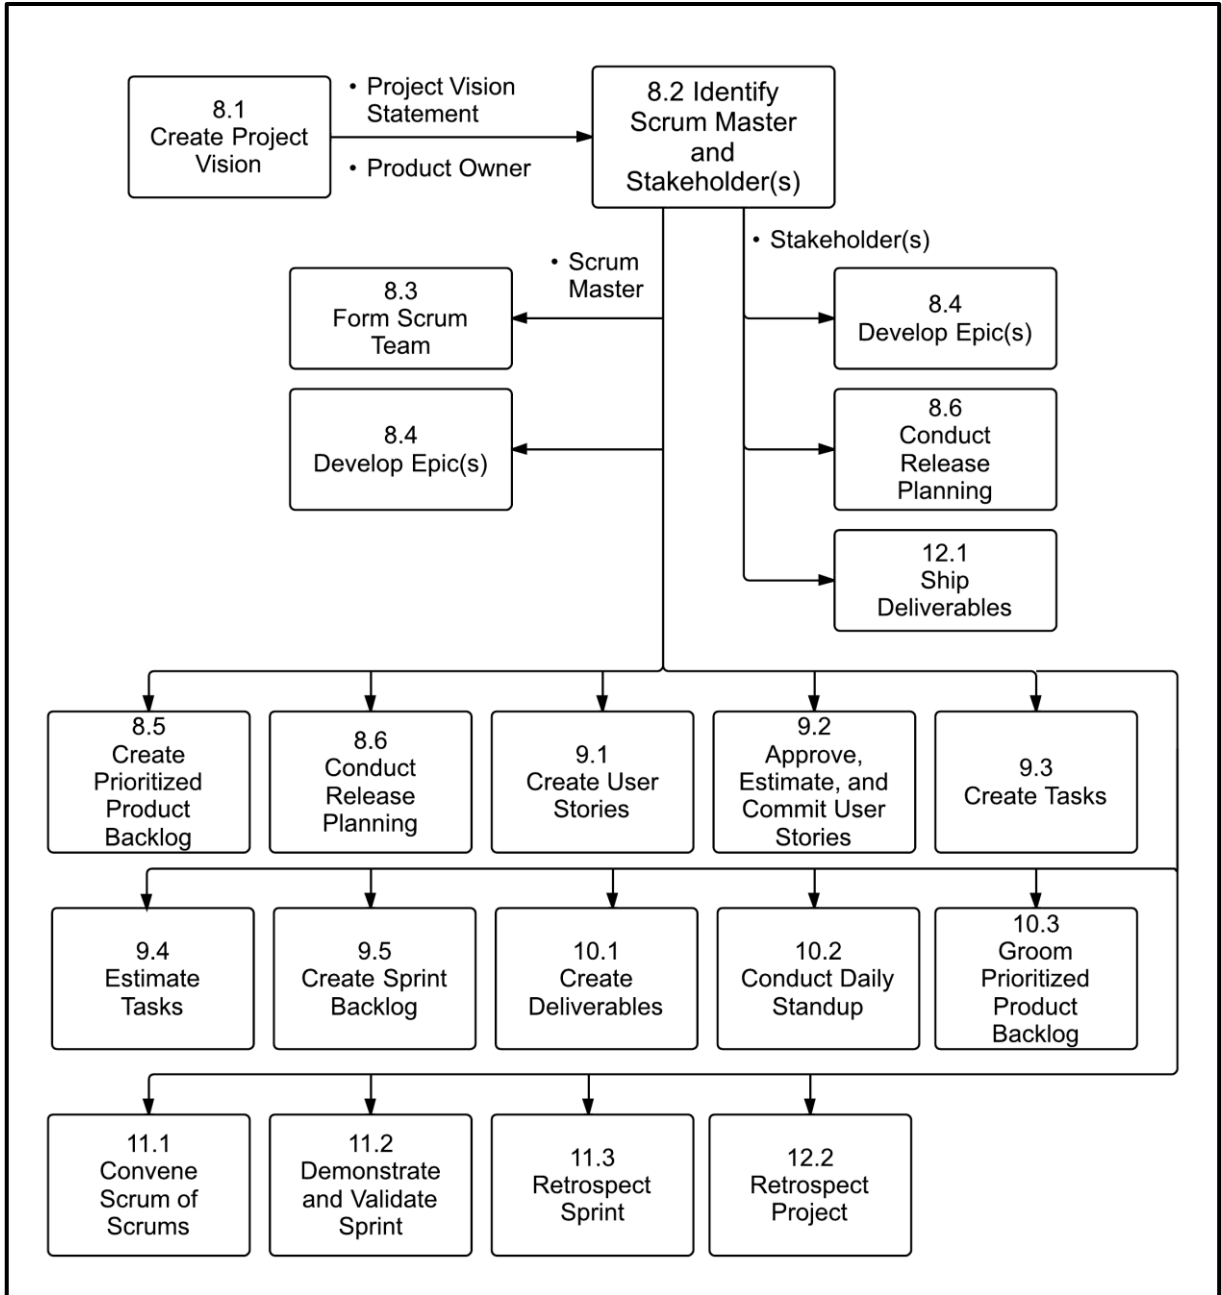 8.1
Create Project
Vision
• Project Vision
Statement
• Product Owner
8.2 Identify
Scrum Master
and
Stakeholder(s)
• Scrum
Master
• Stakeholder(s)
8.3
Form Scrum
Team
8.4
Develop Epic(s)
8.4
Develop Epic(s)
8.6
Conduct
Release
Planning
12.1
Ship
Deliverables
8.5
Create
Prioritized
Product
Backlog
8.6
Conduct
Release
Planning
9.1
Create User
Stories
9.2
Approve,
Estimate, and
Commit User
Stories
9.3
Create Tasks
9.4
Estimate
Tasks
9.5
Create Sprint
Backlog
10.1
Create
Deliverables
10.2
Conduct Daily
Standup
10.3
Groom
Prioritized
Product
Backlog
11.1
Convene
Scrum of
Scrums
11.2
Demonstrate
and Validate
Sprint
11.3
Retrospect
Sprint
12.2
Retrospect
Project